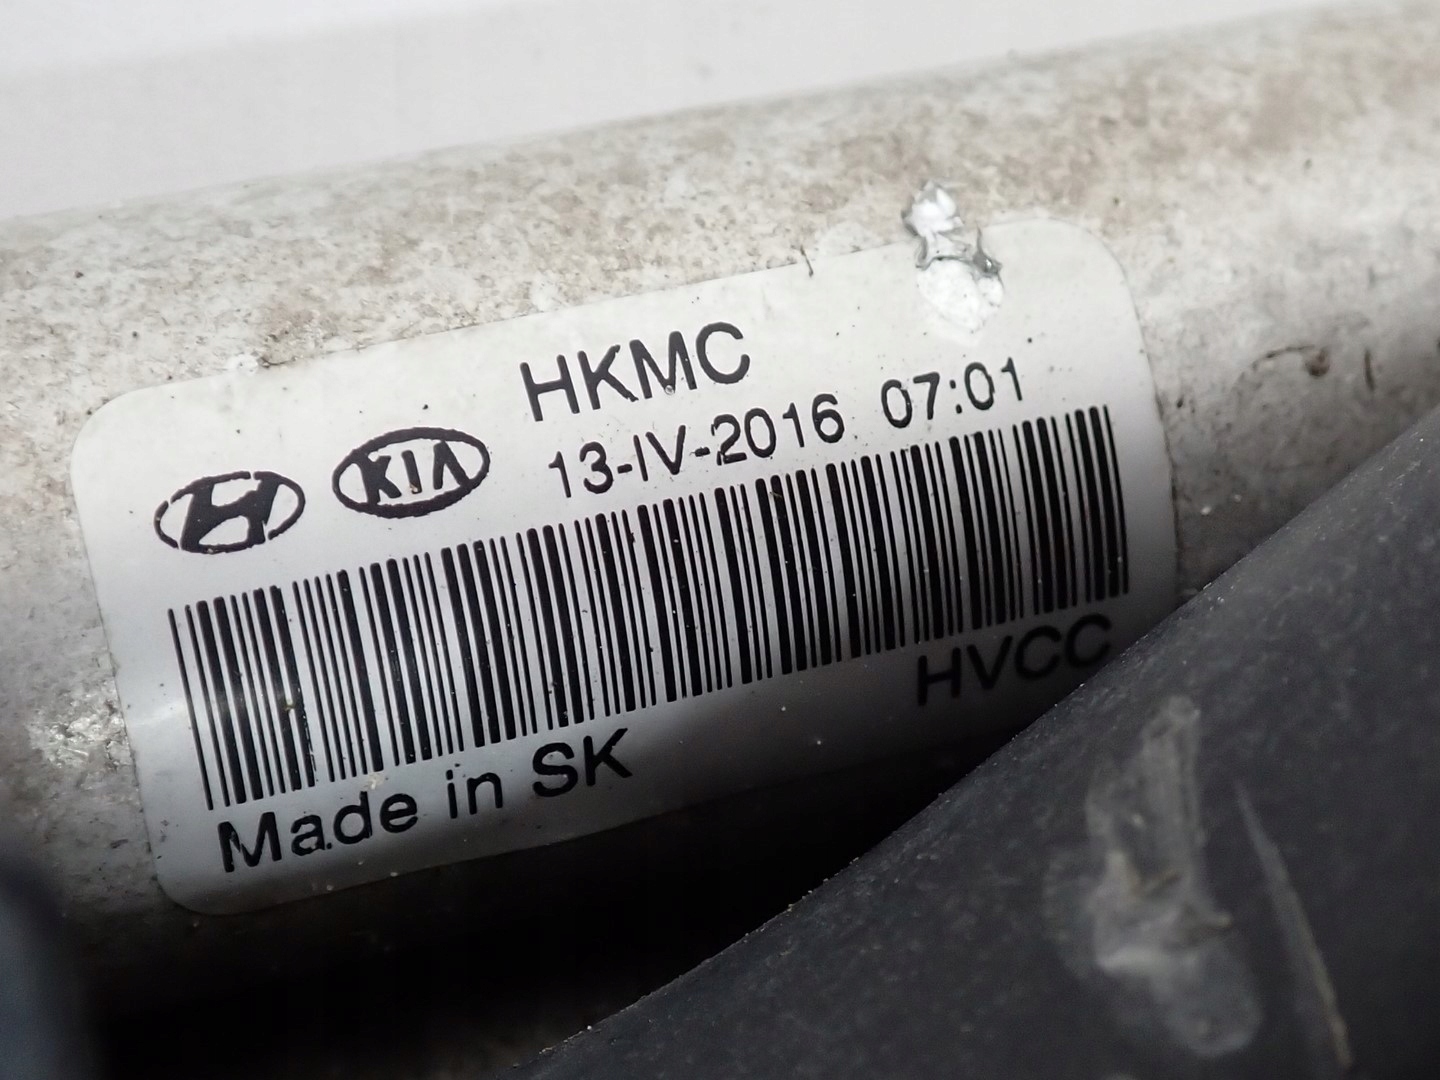 HKMC
KIA 13-IV-2016 07:01
HVCC
Made in SK